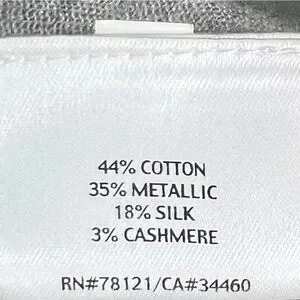 44% COTTON
35% METALLIC
18% SILK
3% CASHMERE
RN#78121/CA#34460